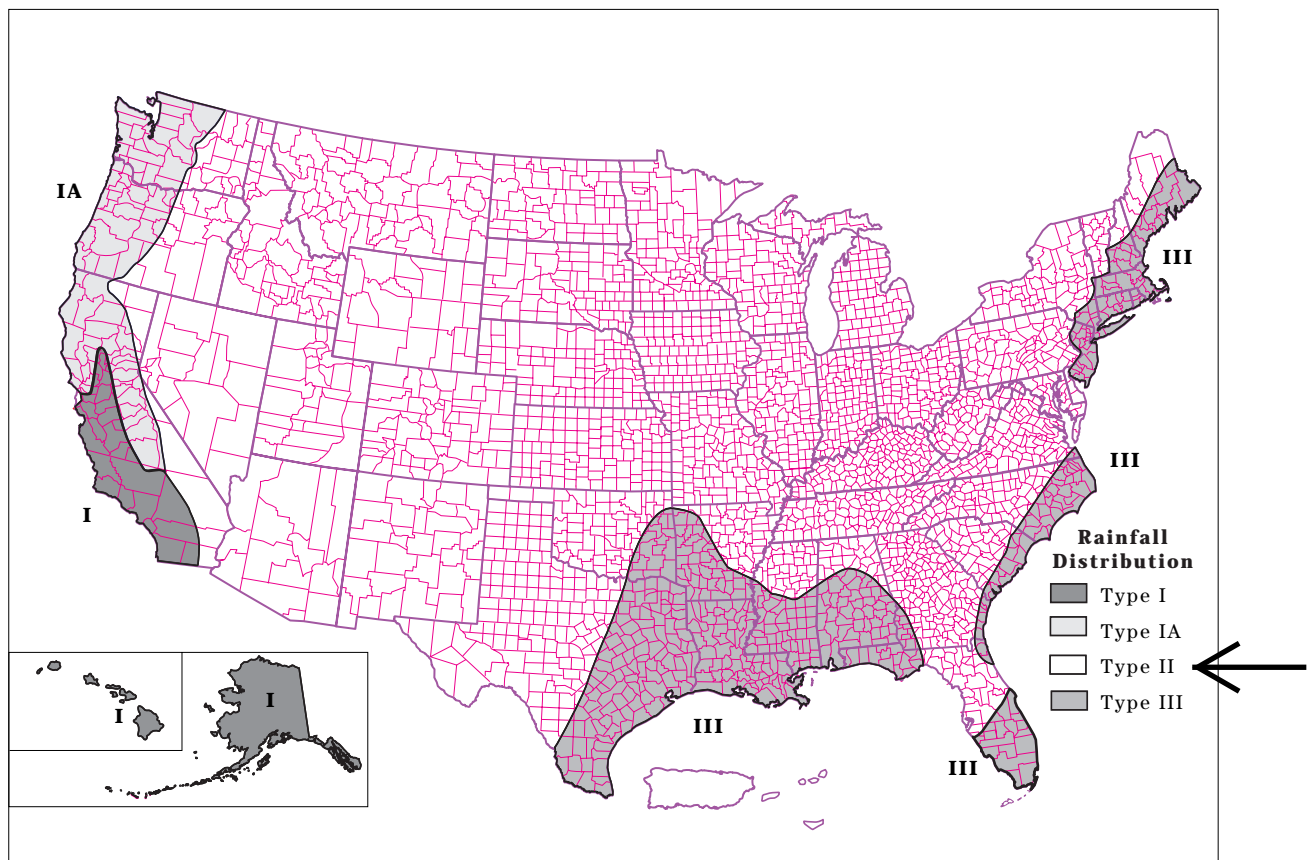 IA
III
III
I
Rainfall
Distribution
Type I
Type IA
Type II
Type III
I
I
III
III